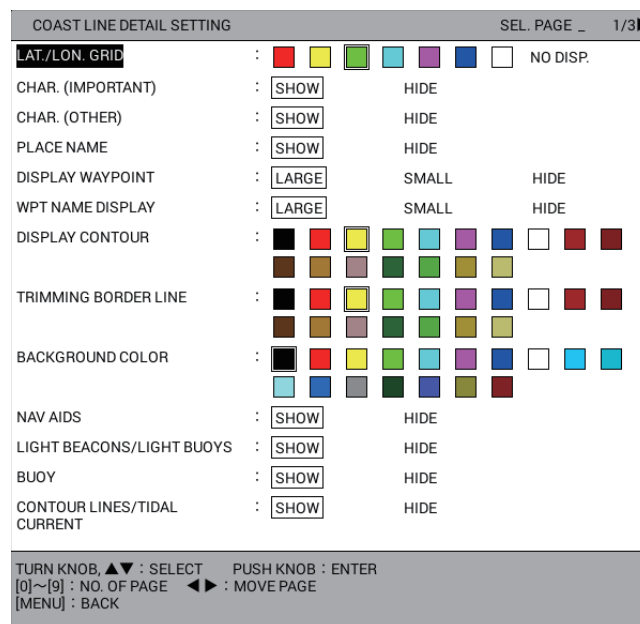 COAST LINE DETAIL SETTING SEL. PAGE _ 1/3▶
LAT./LON. GRID : NO DISP.
CHAR. (IMPORTANT) : SHOW HIDE
CHAR. (OTHER) : SHOW HIDE
PLACE NAME : SHOW HIDE
DISPLAY WAYPOINT : LARGE SMALL HIDE
WPT NAME DISPLAY : LARGE SMALL HIDE
DISPLAY CONTOUR :
TRIMMING BORDER LINE :
BACKGROUND COLOR :
NAV AIDS : SHOW HIDE
LIGHT BEACONS/LIGHT BUOYS : SHOW HIDE
BUOY : SHOW HIDE
CONTOUR LINES/TIDAL : SHOW HIDE
CURRENT
TURN KNOB, ▲▼ : SELECT PUSH KNOB : ENTER
[0]～[9] : NO. OF PAGE ◀ ▶ : MOVE PAGE
[MENU] : BACK